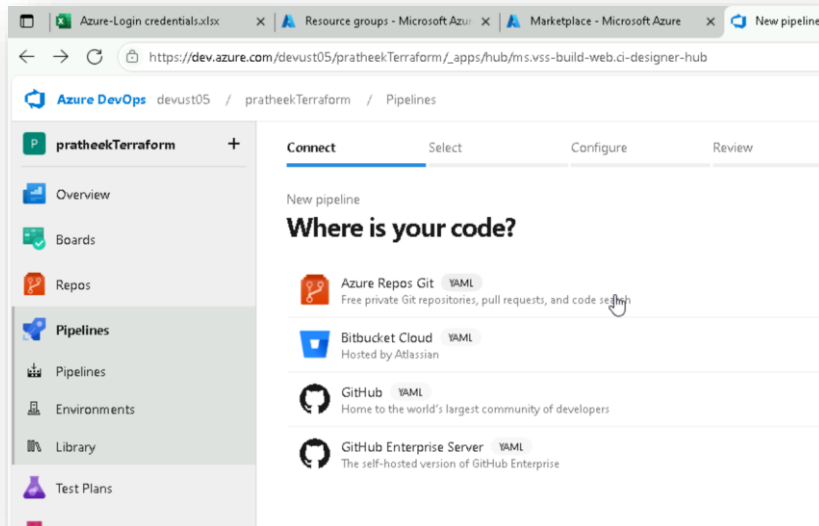 Azure-Login credentials.xlsx
Resource groups - Microsoft Azur
Marketplace - Microsoft Azure
New pipeline
https://dev.azure.com/devust05/pratheekTerraform/_apps/hub/ms.vss-build-web.ci-designer-hub
Azure DevOps devust05 / pratheekTerraform / Pipelines
P pratheekTerraform +
Overview
Boards
Repos
Pipelines
Pipelines
Environments
Library
Test Plans
Connect Select Configure Review
New pipeline
Where is your code?
Azure Repos Git YAML
Free private Git repositories, pull requests, and code search
Bitbucket Cloud YAML
Hosted by Atlassian
GitHub YAML
Home to the world's largest community of developers
GitHub Enterprise Server YAML
The self-hosted version of GitHub Enterprise